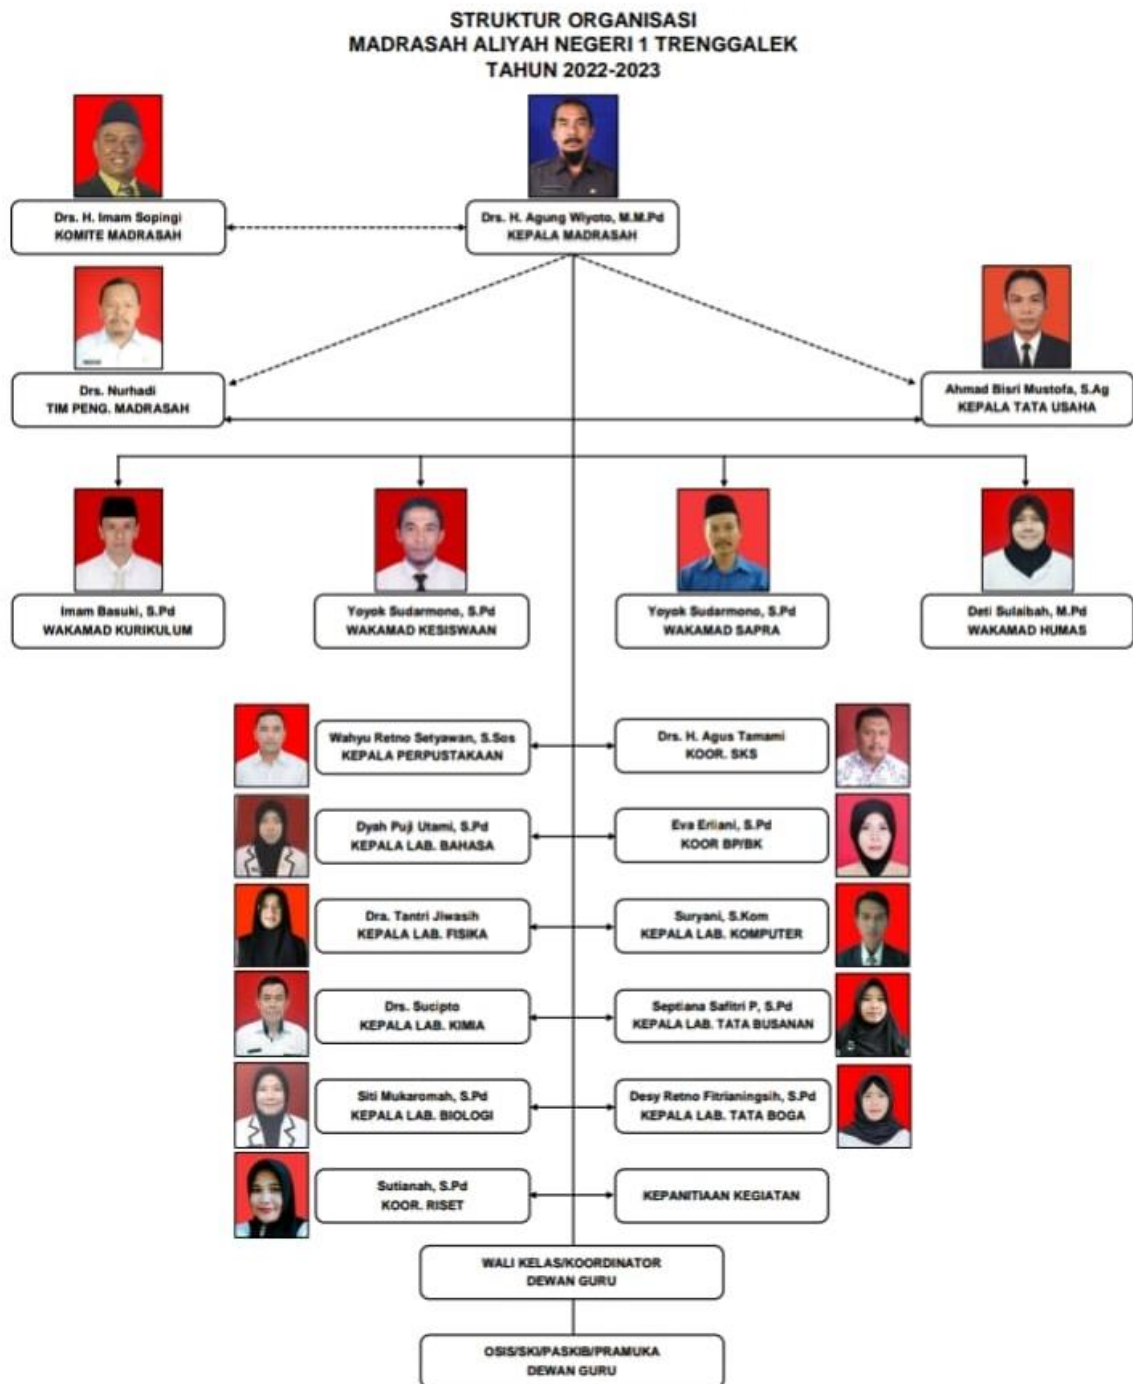 STRUKTUR ORGANISASI
MADRASAH ALIYAH NEGERI 1 TRENGGALEK
TAHUN 2022-2023
Drs. H. Imam Sopingi
KOMITE MADRASAH
Drs. H. Agung Wiyoto, M.M.Pd
KEPALA MADRASAH
Drs. Nurhadi
TIM PENG. MADRASAH
Ahmad Bisri Mustofa, S.Ag
KEPALA TATA USAHA
Imam Basuki, S.Pd
WAKAMAD KURIKULUM
Yoyok Sudarmono, S.Pd
WAKAMAD KESISWAAN
Yoyok Sudarmono, S.Pd
WAKAMAD SAPRA
Deti Sulaibah, M.Pd
WAKAMAD HUMAS
Wahyu Retno Setyawan, S.Sos
KEPALA PERPUSTAKAAN
Drs. H. Agus Tamami
KOOR. SKS
Dyah Puji Utami, S.Pd
KEPALA LAB. BAHASA
Eva Erliani, S.Pd
KOOR BP/BK
Dra. Tantri Jiwasih
KEPALA LAB. FISIKA
Suryani, S.Kom
KEPALA LAB. KOMPUTER
Drs. Sucipto
KEPALA LAB. KIMIA
Septiana Safitri P, S.Pd
KEPALA LAB. TATA BUSANAN
Siti Mukaromah, S.Pd
KEPALA LAB. BIOLOGI
Desy Retno Fitrianingsih, S.Pd
KEPALA LAB. TATA BOGA
Sutianah, S.Pd
KOOR. RISET
KEPANITIAAN KEGIATAN
WALI KELAS/KOORDINATOR
DEWAN GURU
OSIS/SKI/PASKIB/PRAMUKA
DEWAN GURU